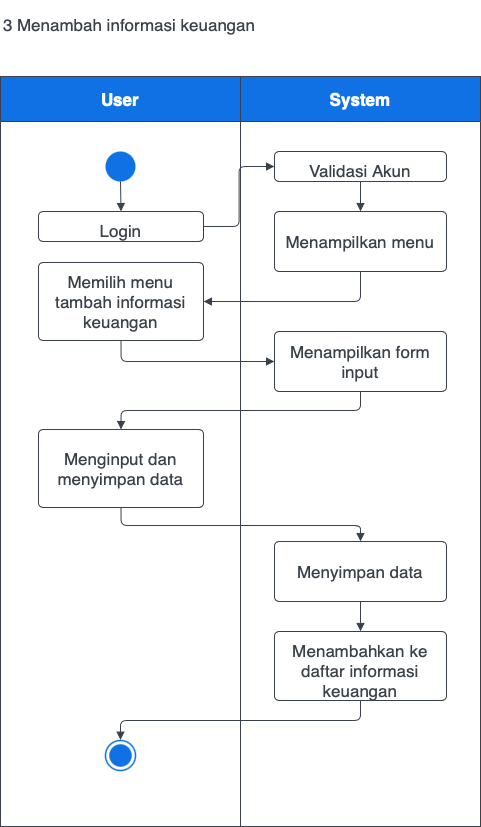 3 Menambah informasi keuangan
User
System
Validasi Akun
Login
Menampilkan menu
Memilih menu
tambah informasi
keuangan
Menampilkan form
input
Menginput dan
menyimpan data
Menyimpan data
Menambahkan ke
daftar informasi
keuangan